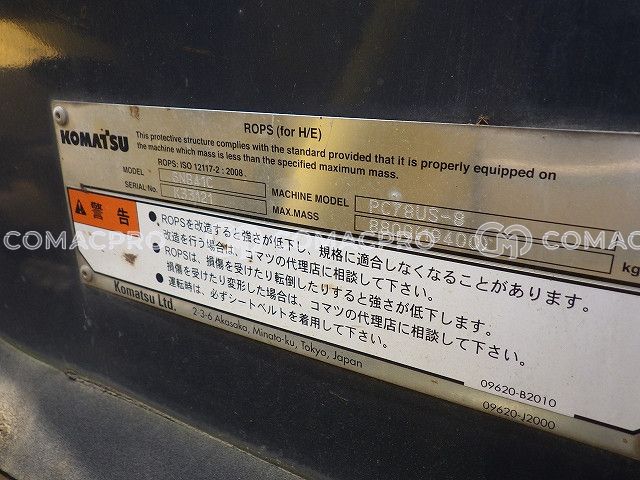 KOMATSU
ROPS (for H/E)
This protective structure complies with the standard provided that it is properly equipped on
the machine which mass is less than the specified maximum mass.
ROPS: ISO 12117-2 : 2008
MODEL
SERIAL No.
MACHINE MODEL PC78US-8
MAX.MASS kg
警告
● ROPSを改造すると強さが低下し、規格に適合しなくなることがあります。
改造を行う場合は、コマツの代理店に相談して下さい。
● ROPSは、損傷を受けたり転倒したりすると強さが低下します。
損傷を受けたり変形した場合は、コマツの代理店に相談して下さい。
● 運転時は、必ずシートベルトを着用して下さい。
Komatsu Ltd.
2-3-6 Akasaka, Minato-ku, Tokyo, Japan
09620-B2010
09620-J2000
COMACPRO
COMACPRO
COMACPRO
COMACPRO
COMACPRO